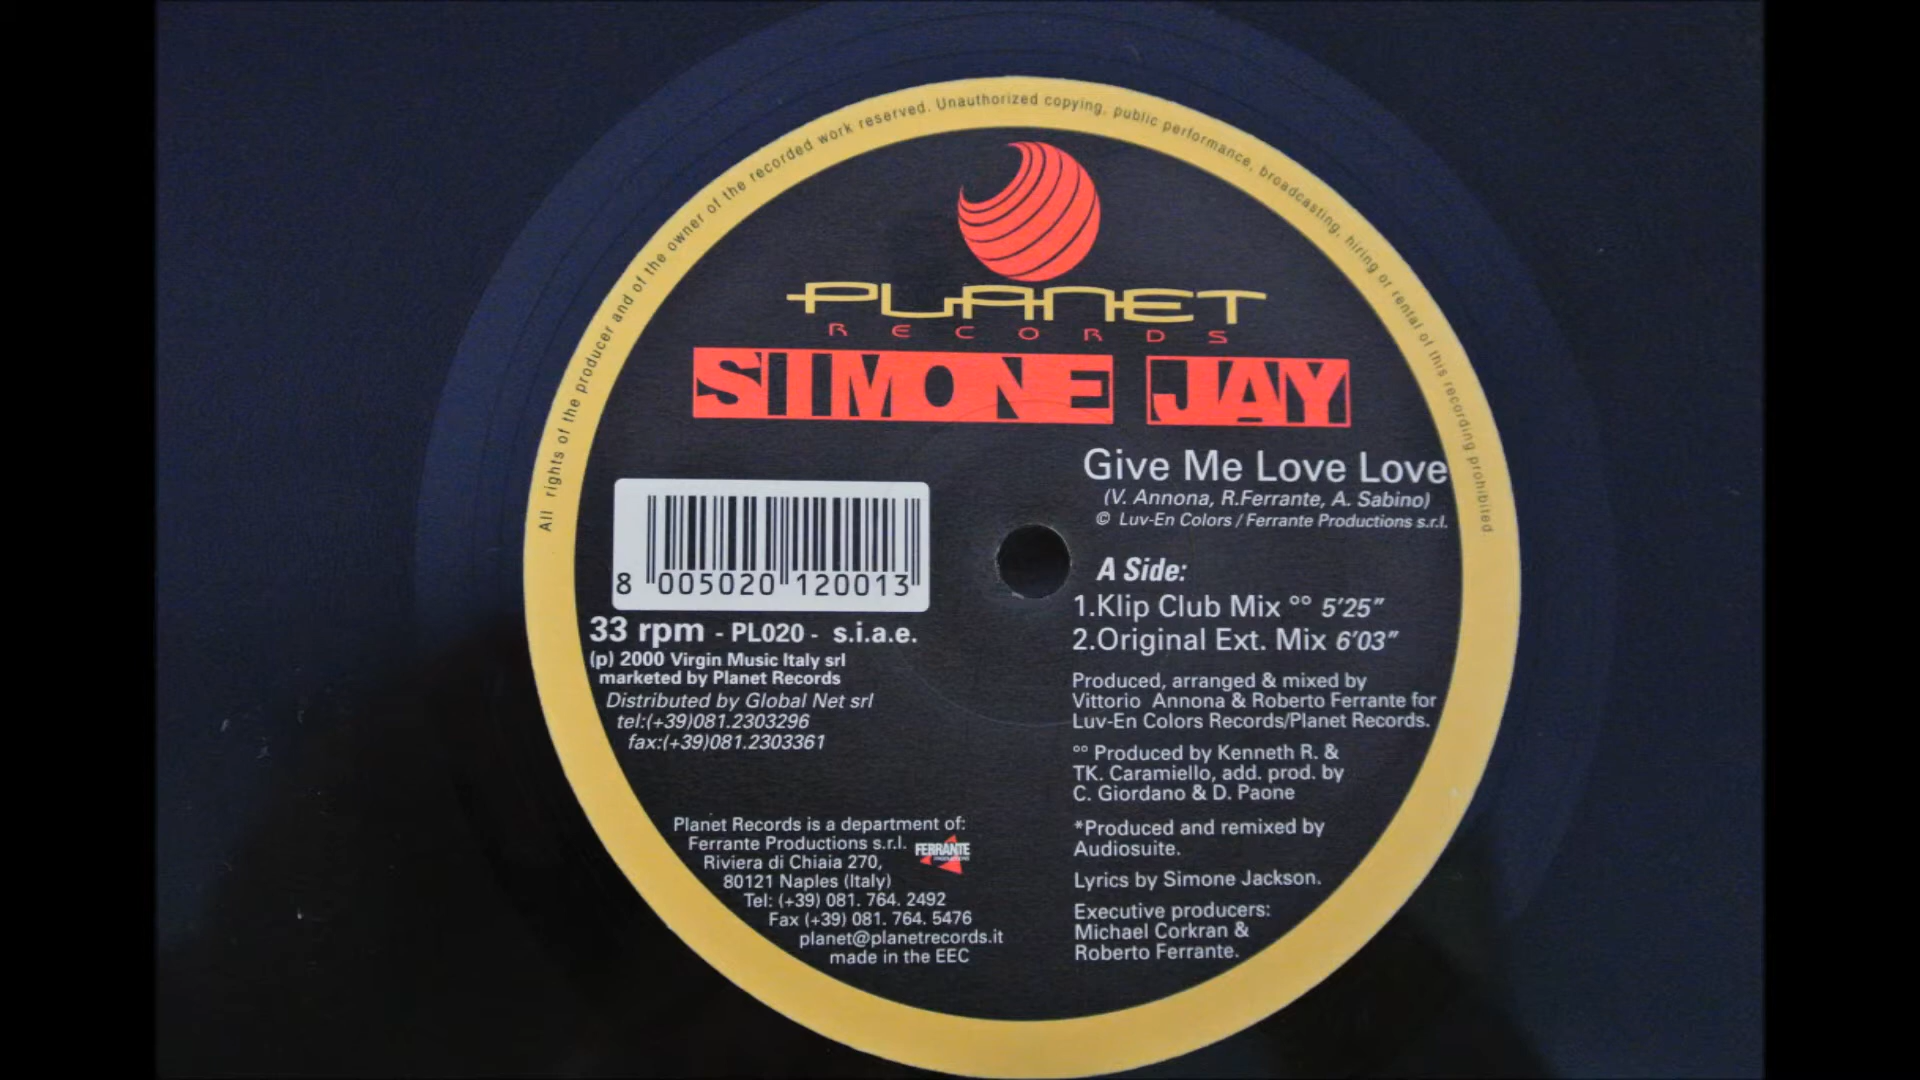 All rights of the producer and of the owner of the recorded work reserved. Unauthorized copying, public performance, broadcasting, hiring or rental of this recording prohibited.
PLANET
RECORDS
SIMONE JAY
Give Me Love Love
(V. Annona, R.Ferrante, A. Sabino)
© Luv-En Colors / Ferrante Productions s.r.l.
8 005020 120013
33 rpm - PL020 - s.i.a.e.
(p) 2000 Virgin Music Italy srl
marketed by Planet Records
Distributed by Global Net srl
tel:(+39)081.2303296
fax:(+39)081.2303361
Planet Records is a department of:
Ferrante Productions s.r.l.
Riviera di Chiaia 270,
80121 Naples (Italy)
Tel: (+39) 081. 764. 2492
Fax (+39) 081. 764. 5476
planet@planetrecords.it
made in the EEC
FERRANTE
PRODUCTIONS
A Side:
1.Klip Club Mix °° 5'25"
2.Original Ext. Mix 6'03"
Produced, arranged & mixed by
Vittorio Annona & Roberto Ferrante for
Luv-En Colors Records/Planet Records.
°° Produced by Kenneth R. &
TK. Caramiello, add. prod. by
C. Giordano & D. Paone
*Produced and remixed by
Audiosuite.
Lyrics by Simone Jackson.
Executive producers:
Michael Corkran &
Roberto Ferrante.